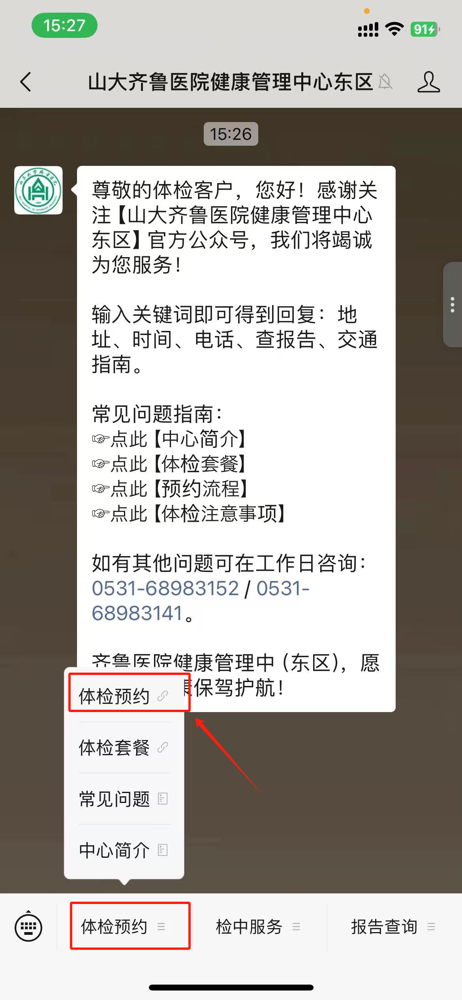 15:27
91
山大齐鲁医院健康管理中心东区
15:26
尊敬的体检客户，您好！感谢关
注【山大齐鲁医院健康管理中心
东区】官方公众号，我们将竭诚
为您服务！
输入关键词即可得到回复：地
址、时间、电话、查报告、交通
指南。
常见问题指南：
☞点此【中心简介】
☞点此【体检套餐】
☞点此【预约流程】
☞点此【体检注意事项】
如有其他问题可在工作日咨询：
0531-68983152 / 0531-
68983141。
齐鲁医院健康管理中（东区），愿
康保驾护航！
体检预约
体检套餐
常见问题
中心简介
体检预约
检中服务
报告查询